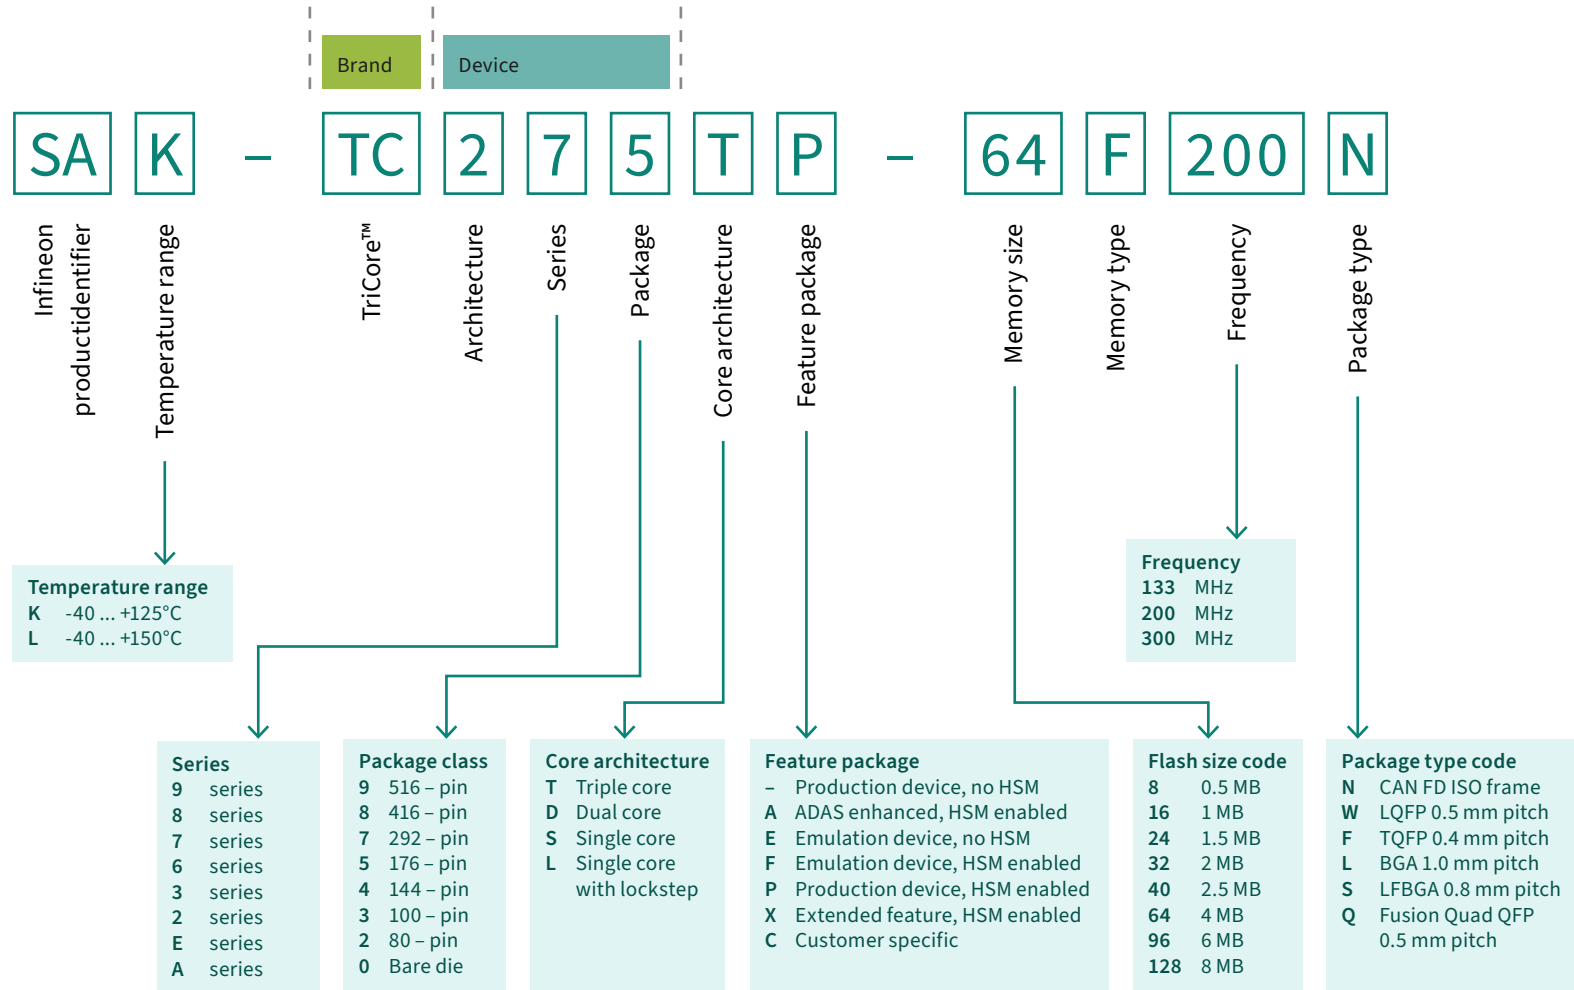 Brand
Device
SA K – TC 2 7 5 T P – 64 F 200 N
Infineon
productidentifier
Temperature range
TriCore™
Architecture
Series
Package
Core architecture
Feature package
Memory size
Memory type
Frequency
Package type
Temperature range
K -40 ... +125°C
L -40 ... +150°C
Frequency
133 MHz
200 MHz
300 MHz
Series
9 series
8 series
7 series
6 series
3 series
2 series
E series
A series
Package class
9 516 – pin
8 416 – pin
7 292 – pin
5 176 – pin
4 144 – pin
3 100 – pin
2 80 – pin
0 Bare die
Core architecture
T Triple core
D Dual core
S Single core
L Single core
with lockstep
Feature package
– Production device, no HSM
A ADAS enhanced, HSM enabled
E Emulation device, no HSM
F Emulation device, HSM enabled
P Production device, HSM enabled
X Extended feature, HSM enabled
C Customer specific
Flash size code
8 0.5 MB
16 1 MB
24 1.5 MB
32 2 MB
40 2.5 MB
64 4 MB
96 6 MB
128 8 MB
Package type code
N CAN FD ISO frame
W LQFP 0.5 mm pitch
F TQFP 0.4 mm pitch
L BGA 1.0 mm pitch
S LFBGA 0.8 mm pitch
Q Fusion Quad QFP
0.5 mm pitch